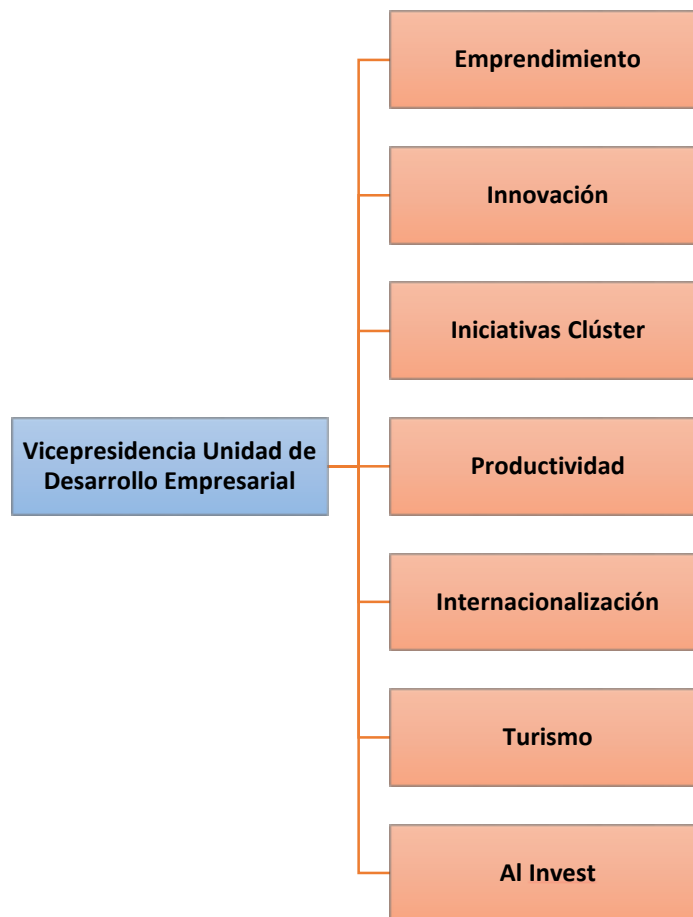 Emprendimiento
Innovación
Iniciativas Clúster
Vicepresidencia Unidad de
Desarrollo Empresarial
Productividad
Internacionalización
Turismo
Al Invest